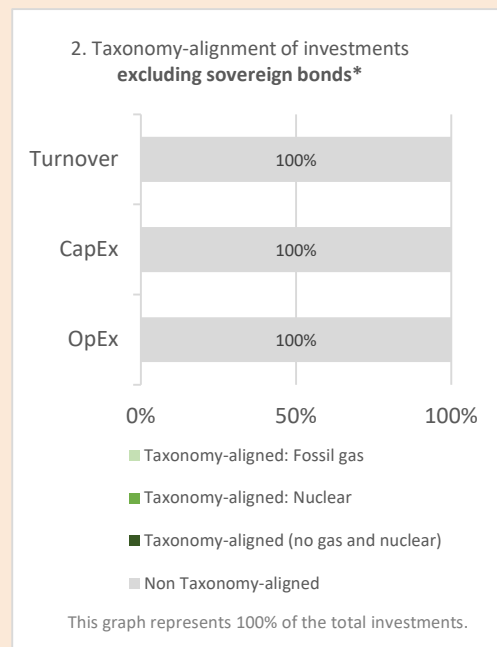 2. Taxonomy-alignment of investments
excluding sovereign bonds*
Turnover
100%
CapEx
100%
OpEx
100%
0%
50%
100%
Taxonomy-aligned: Fossil gas
Taxonomy-aligned: Nuclear
Taxonomy-aligned (no gas and nuclear)
Non Taxonomy-aligned
This graph represents 100% of the total investments.